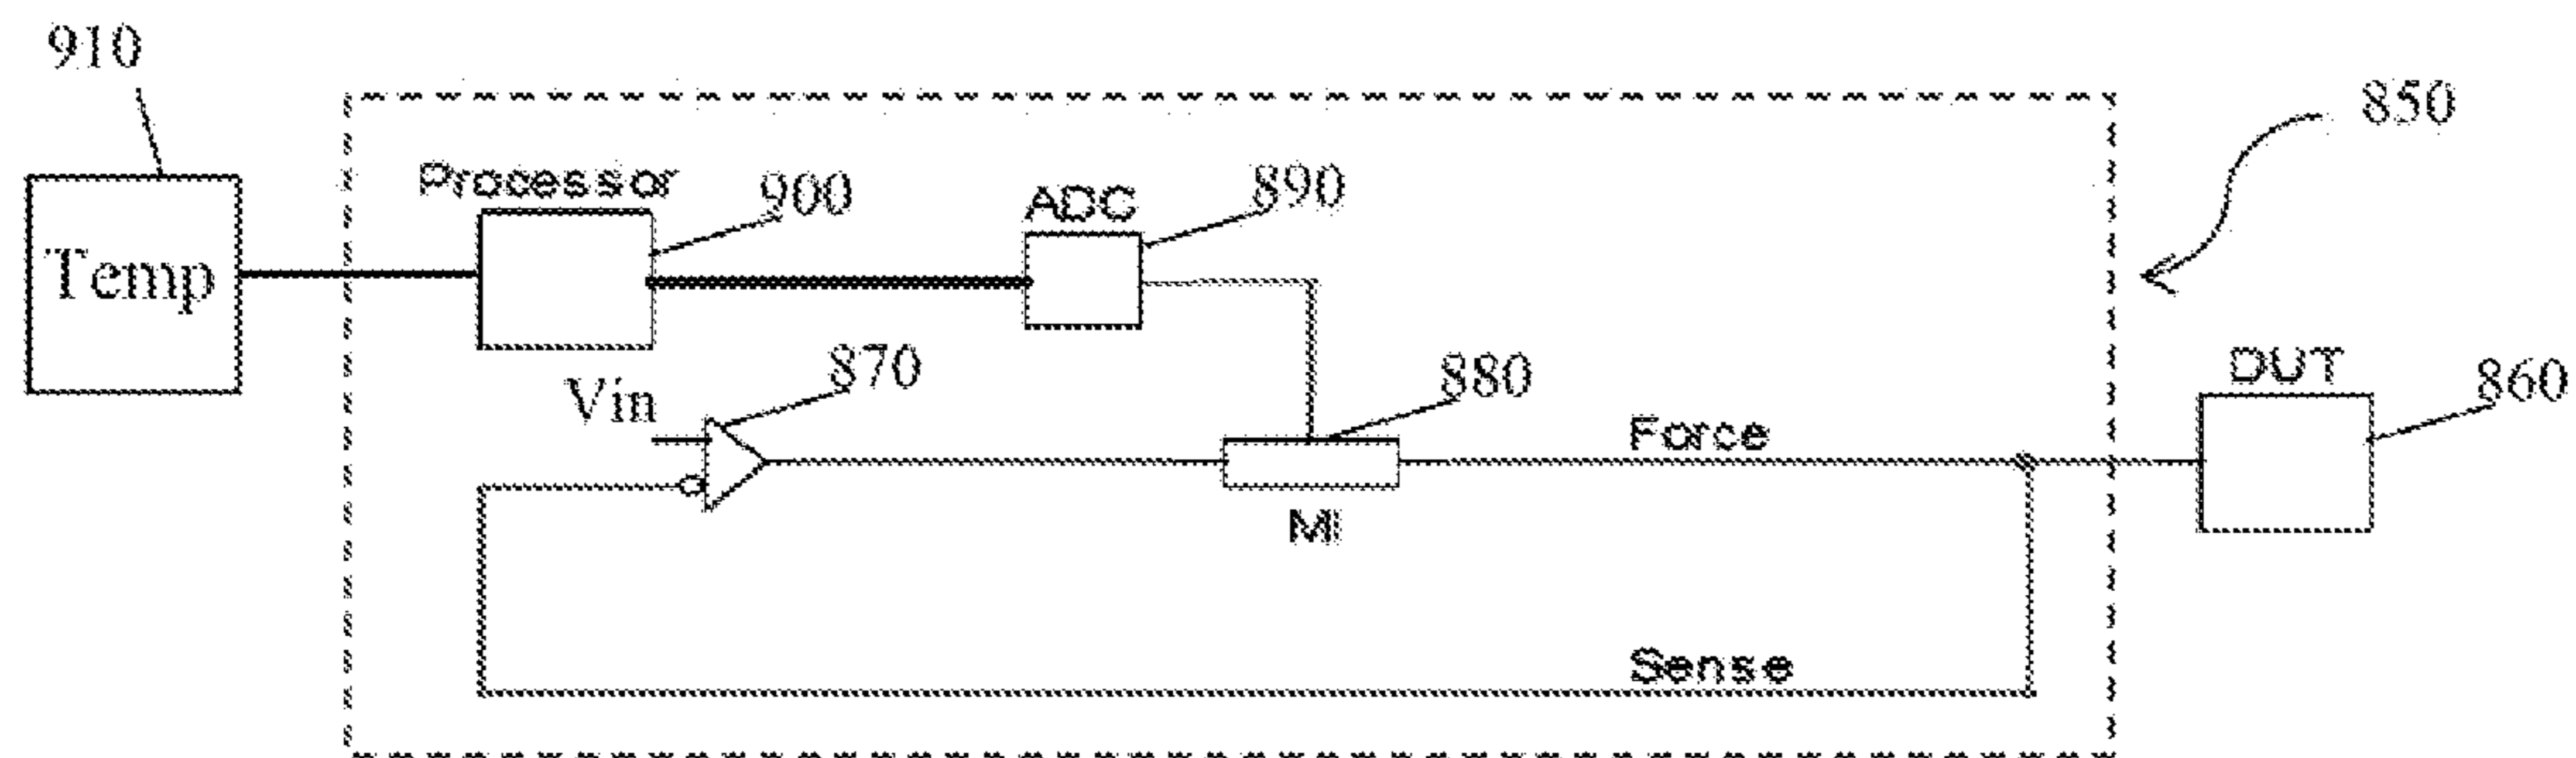 910
850
Processor
900
ADC
890
Temp
Vin
870
880
DUT
860
Force
MI
Sense